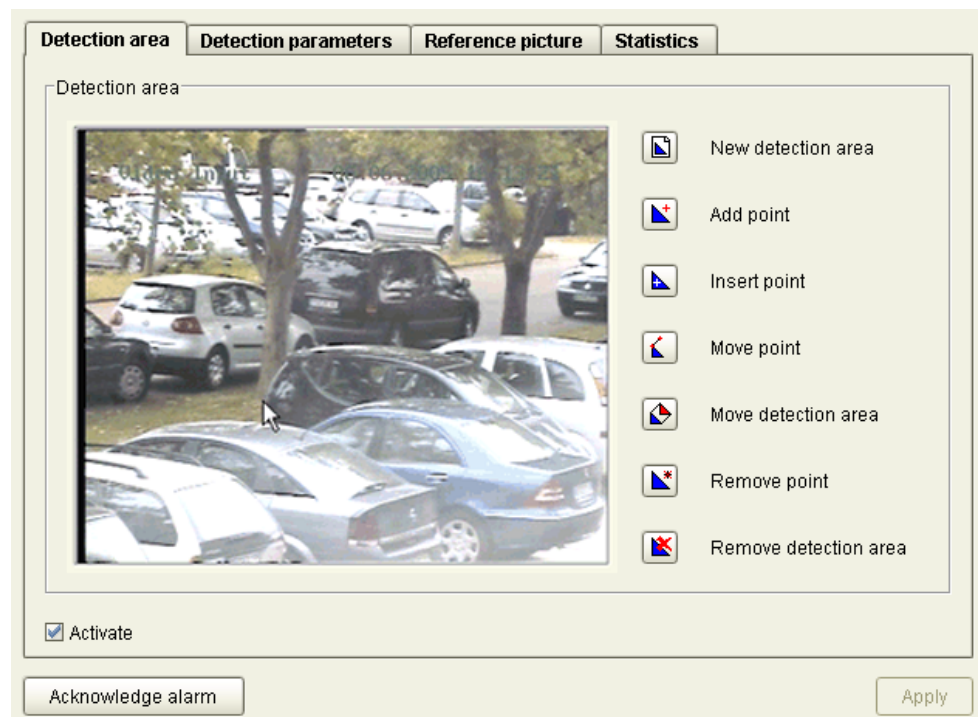 Detection area
Detection parameters
Reference picture
Statistics
Detection area
New detection area
Add point
Insert point
Move point
Move detection area
Remove point
Remove detection area
Activate
Acknowledge alarm
Apply